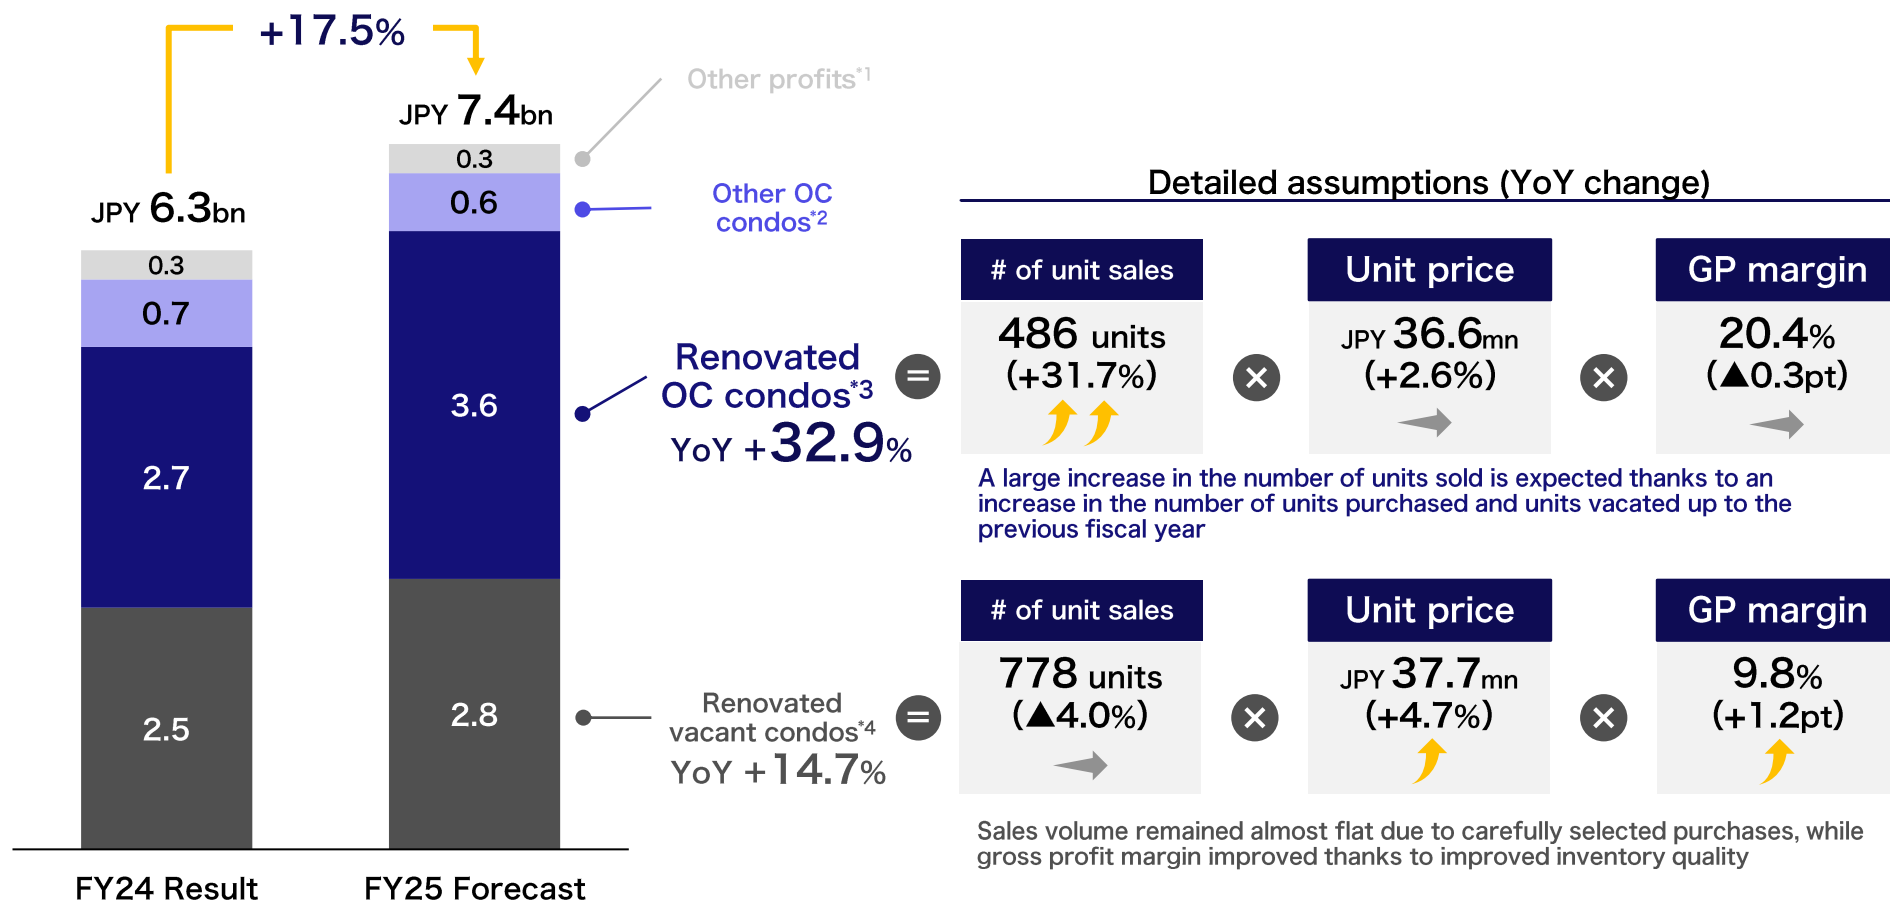 +17.5%
JPY 7.4bn
JPY 6.3bn
0.3
0.7
2.7
2.5
0.3
0.6
3.6
2.8
FY24 Result
FY25 Forecast
Other profits*1
Other OC
condos*2
Renovated
OC condos*3
YoY +32.9%
Renovated
vacant condos*4
YoY +14.7%
Detailed assumptions (YoY change)
=
# of unit sales
486 units
(+31.7%)
×
Unit price
JPY 36.6mn
(+2.6%)
×
GP margin
20.4%
(▲0.3pt)
A large increase in the number of units sold is expected thanks to an
increase in the number of units purchased and units vacated up to the
previous fiscal year
=
# of unit sales
778 units
(▲4.0%)
×
Unit price
JPY 37.7mn
(+4.7%)
×
GP margin
9.8%
(+1.2pt)
Sales volume remained almost flat due to carefully selected purchases, while
gross profit margin improved thanks to improved inventory quality